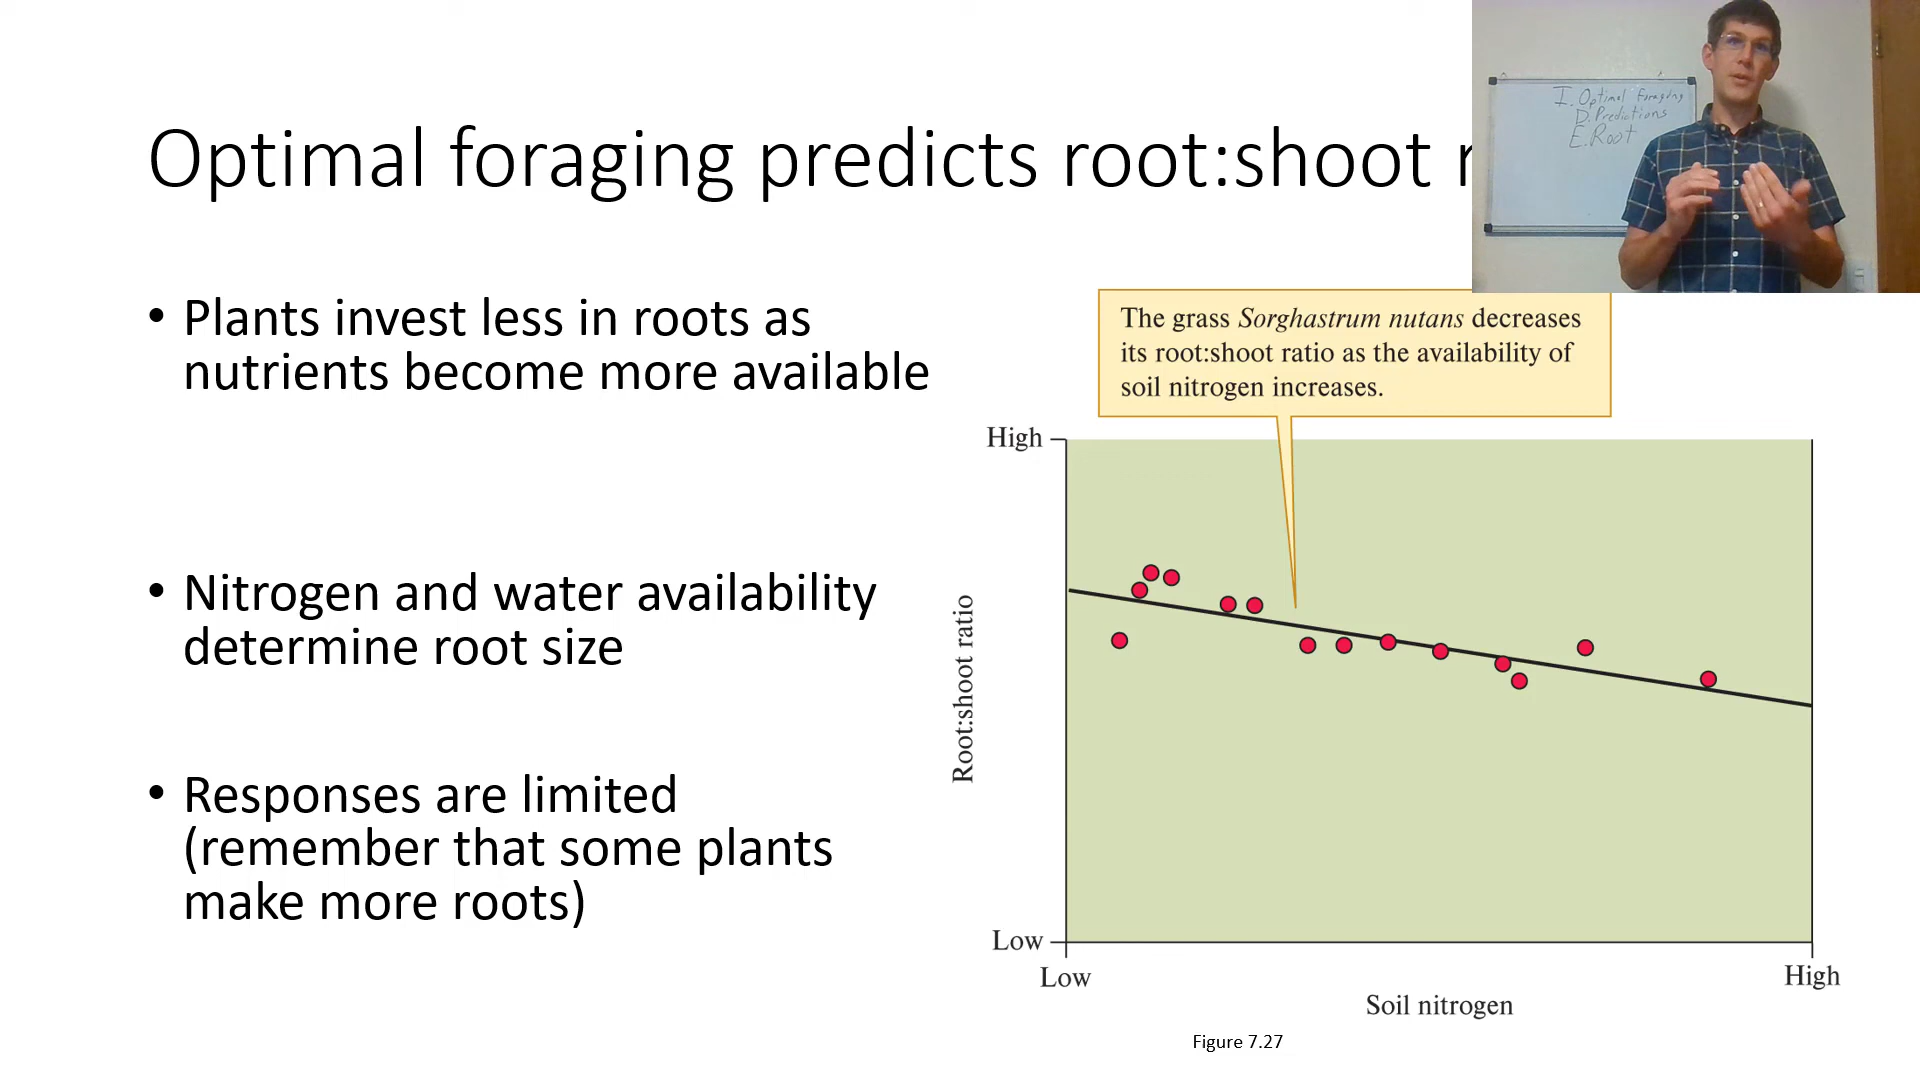 Optimal foraging predicts root:shoot r
I. Optimal foraging
D. Predictions
E. Root
• Plants invest less in roots as
nutrients become more available
• Nitrogen and water availability
determine root size
• Responses are limited
(remember that some plants
make more roots)
The grass Sorghastrum nutans decreases
its root:shoot ratio as the availability of
soil nitrogen increases.
High
Root:shoot ratio
Low
Low
High
Soil nitrogen
Figure 7.27